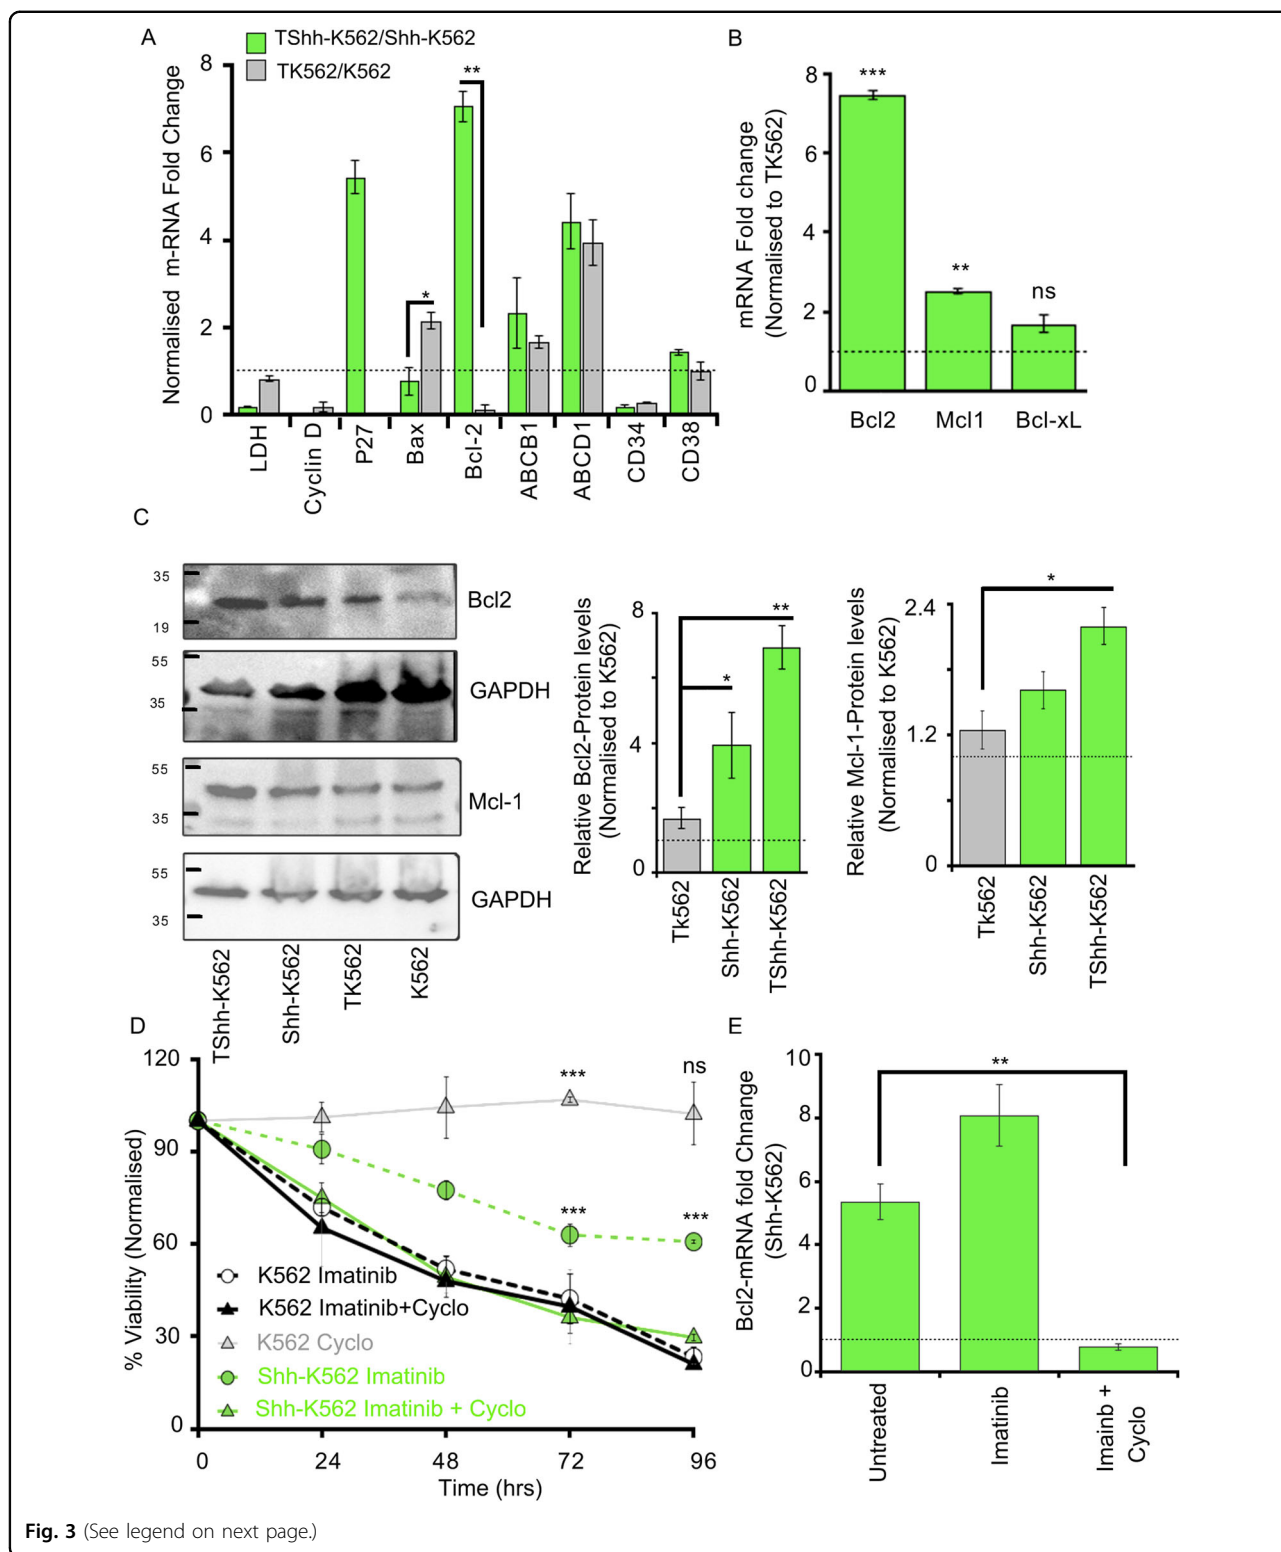 A
TShh-K562/Shh-K562
TK562/K562
Normalised m-RNA Fold Change
8
6
4
2
0
**
*
LDH
Cyclin D
P27
Bax
Bcl-2
ABCB1
ABCD1
CD34
CD38
B
mRNA Fold change
(Normalised to TK562)
8
6
4
2
0
***
**
ns
Bcl2
Mcl1
Bcl-xL
C
35
19
Bcl2
55
35
GAPDH
55
35
Mcl-1
55
35
GAPDH
TShh-K562
Shh-K562
TK562
K562
Relative Bcl2-Protein levels
(Normalised to K562)
8
4
0
**
*
Tk562
Shh-K562
TShh-K562
Relative Mcl-1-Protein levels
(Normalised to K562)
2.4
1.2
0
*
Tk562
Shh-K562
TShh-K562
D
% Viability (Normalised)
120
90
60
30
0
***
ns
***
***
K562 Imatinib
K562 Imatinib+Cyclo
K562 Cyclo
Shh-K562 Imatinib
Shh-K562 Imatinib + Cyclo
0
24
48
72
96
Time (hrs)
E
Bcl2-mRNA fold Chnange
(Shh-K562)
10
8
6
4
2
0
**
Untreated
Imatinib
Imainb +
Cyclo
Fig. 3 (See legend on next page.)